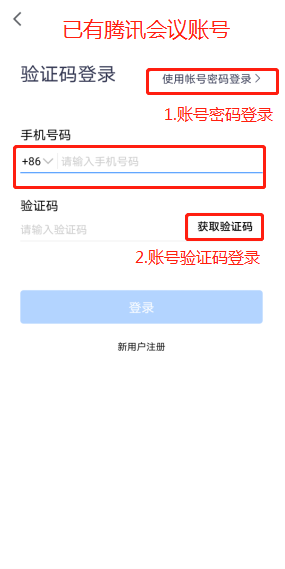 已有腾讯会议账号
验证码登录
使用帐号密码登录
1.账号密码登录
手机号码
+86 请输入手机号码
验证码
请输入验证码 获取验证码
2.账号验证码登录
登录
新用户注册